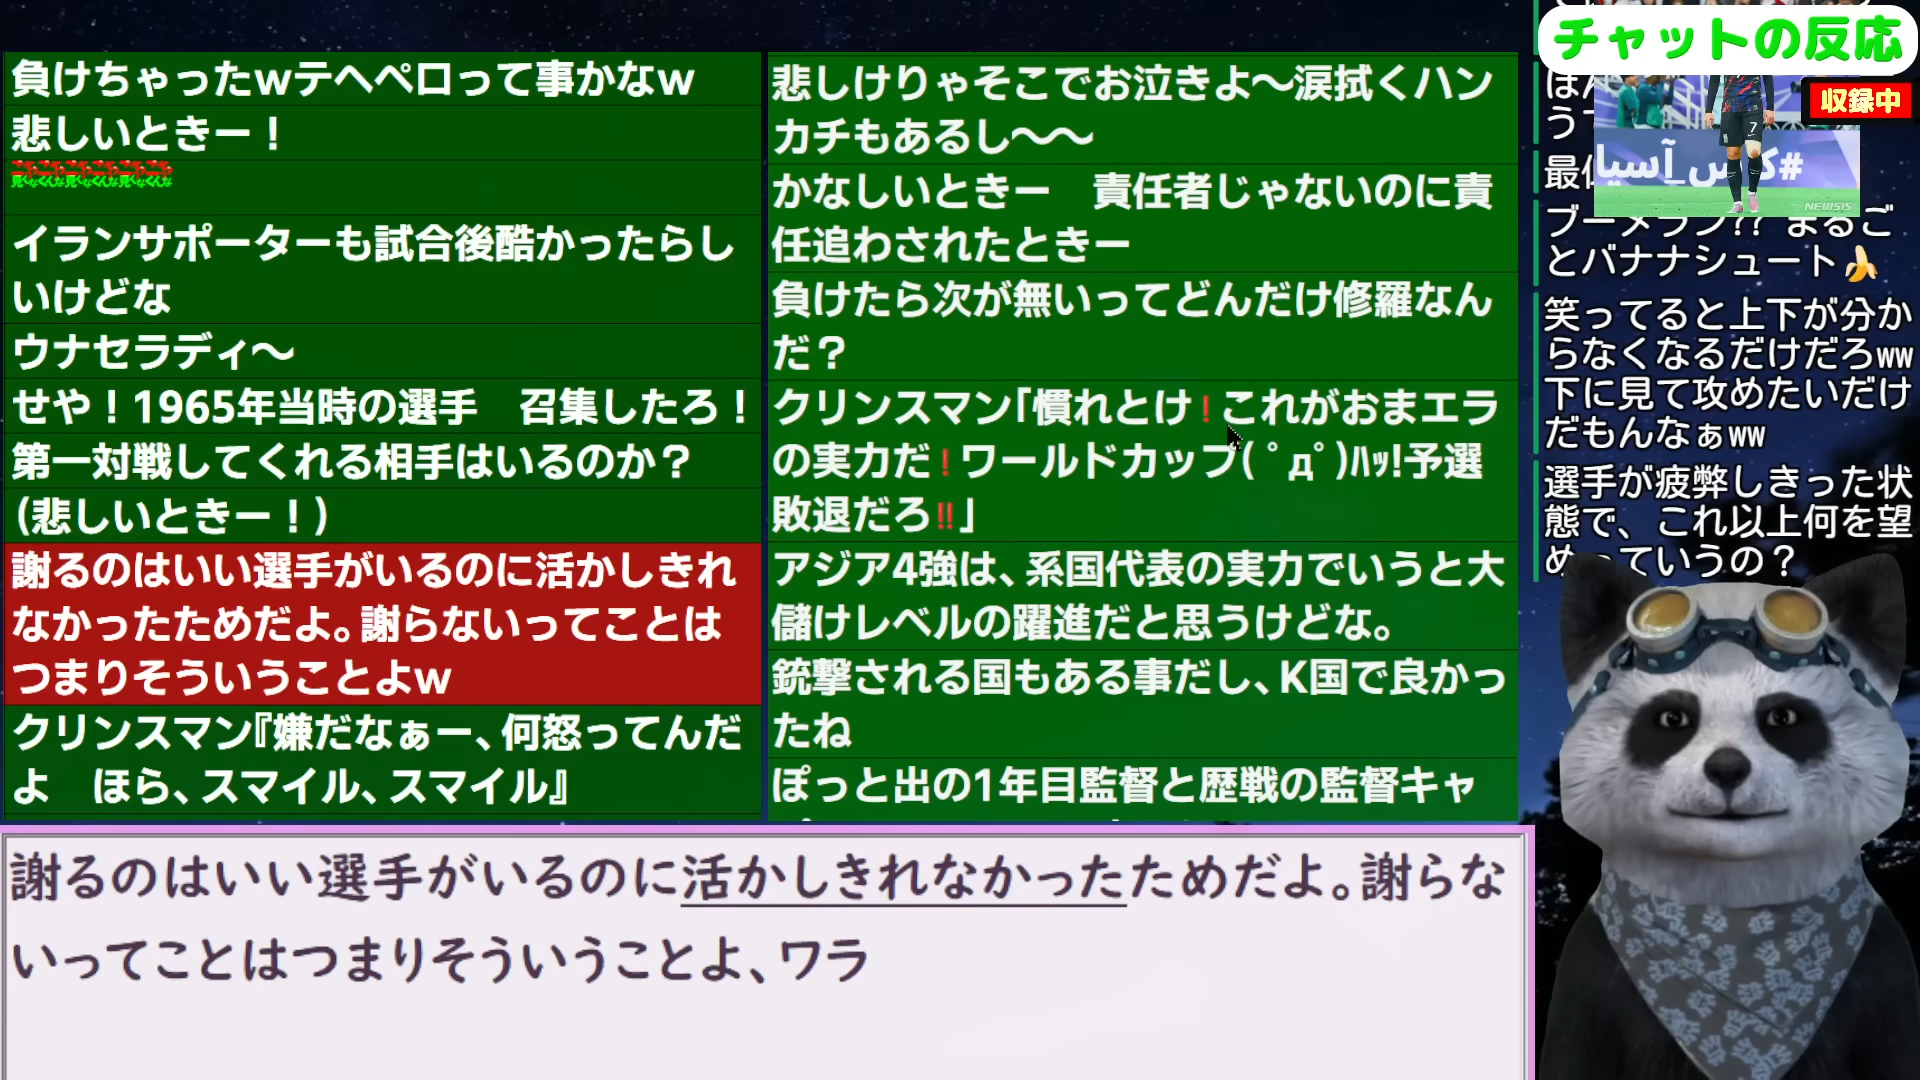 負けちゃったwテヘペロって事かなw
悲しいときー！
イランサポーターも試合後酷かったらし
いけどな
ウナセラディ～
せや！1965年当時の選手　召集したろ！
第一対戦してくれる相手はいるのか？
(悲しいときー！)
謝るのはいい選手がいるのに活かしきれ
なかったためだよ。謝らないってことは
つまりそういうことよw
クリンスマン『嫌だなぁー、何怒ってんだ
よ　ほら、スマイル、スマイル』
悲しけりゃそこでお泣きよ～涙拭くハン
カチもあるし～～
かなしいときー　責任者じゃないのに責
任追わされたときー
負けたら次が無いってどんだけ修羅なん
だ？
クリンスマン「慣れとけ❗これがおまエラ
の実力だ❗ワールドカップ( ﾟдﾟ)ﾊｯ!予選
敗退だろ‼」
アジア4強は、系国代表の実力でいうと大
儲けレベルの躍進だと思うけどな。
銃撃される国もある事だし、K国で良かっ
たね
ぽっと出の1年目監督と歴戦の監督キャ
チャットの反応
収録中
7
#كأس_آسيا
NEWSIS
ブーメラン!? まるご
とバナナシュート🍌
笑ってると上下が分か
らなくなるだけだろww
下に見て攻めたいだけ
だもんなぁww
選手が疲弊しきった状
態で、これ以上何を望
めっていうの？
謝るのはいい選手がいるのに活かしきれなかったためだよ。謝らな
いってことはつまりそういうことよ、ワラ